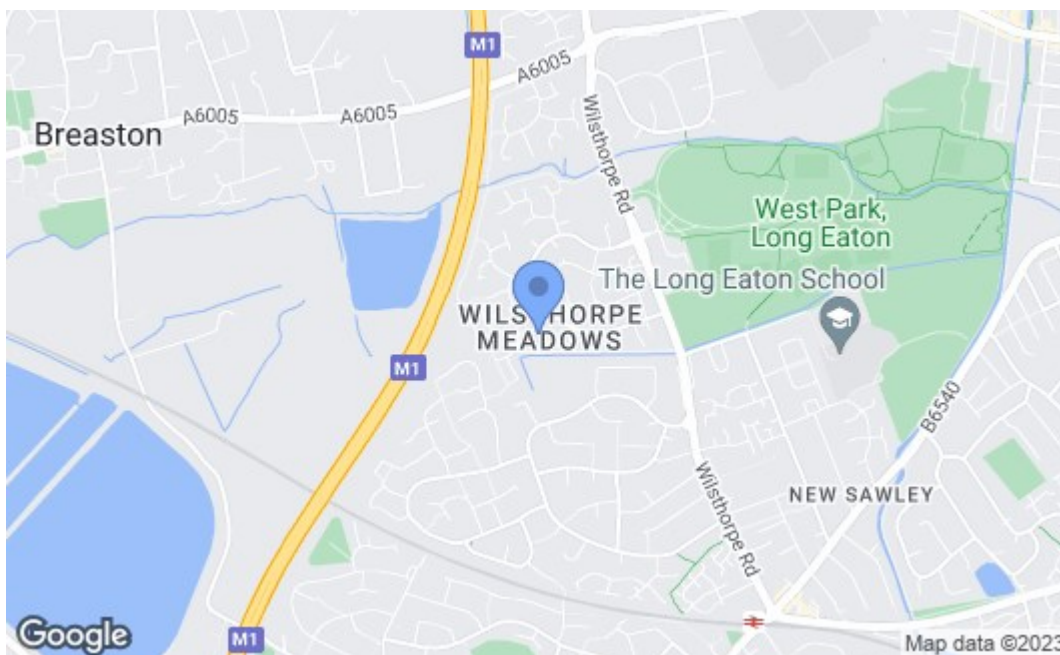 M1
A6005
A6005
A6005
Breaston
Wilsthorpe Rd
West Park,
Long Eaton
The Long Eaton School
WILSTHORPE
MEADOWS
M1
B6540
NEW SAWLEY
Wilsthorpe Rd
Google
M1
Map data ©2023